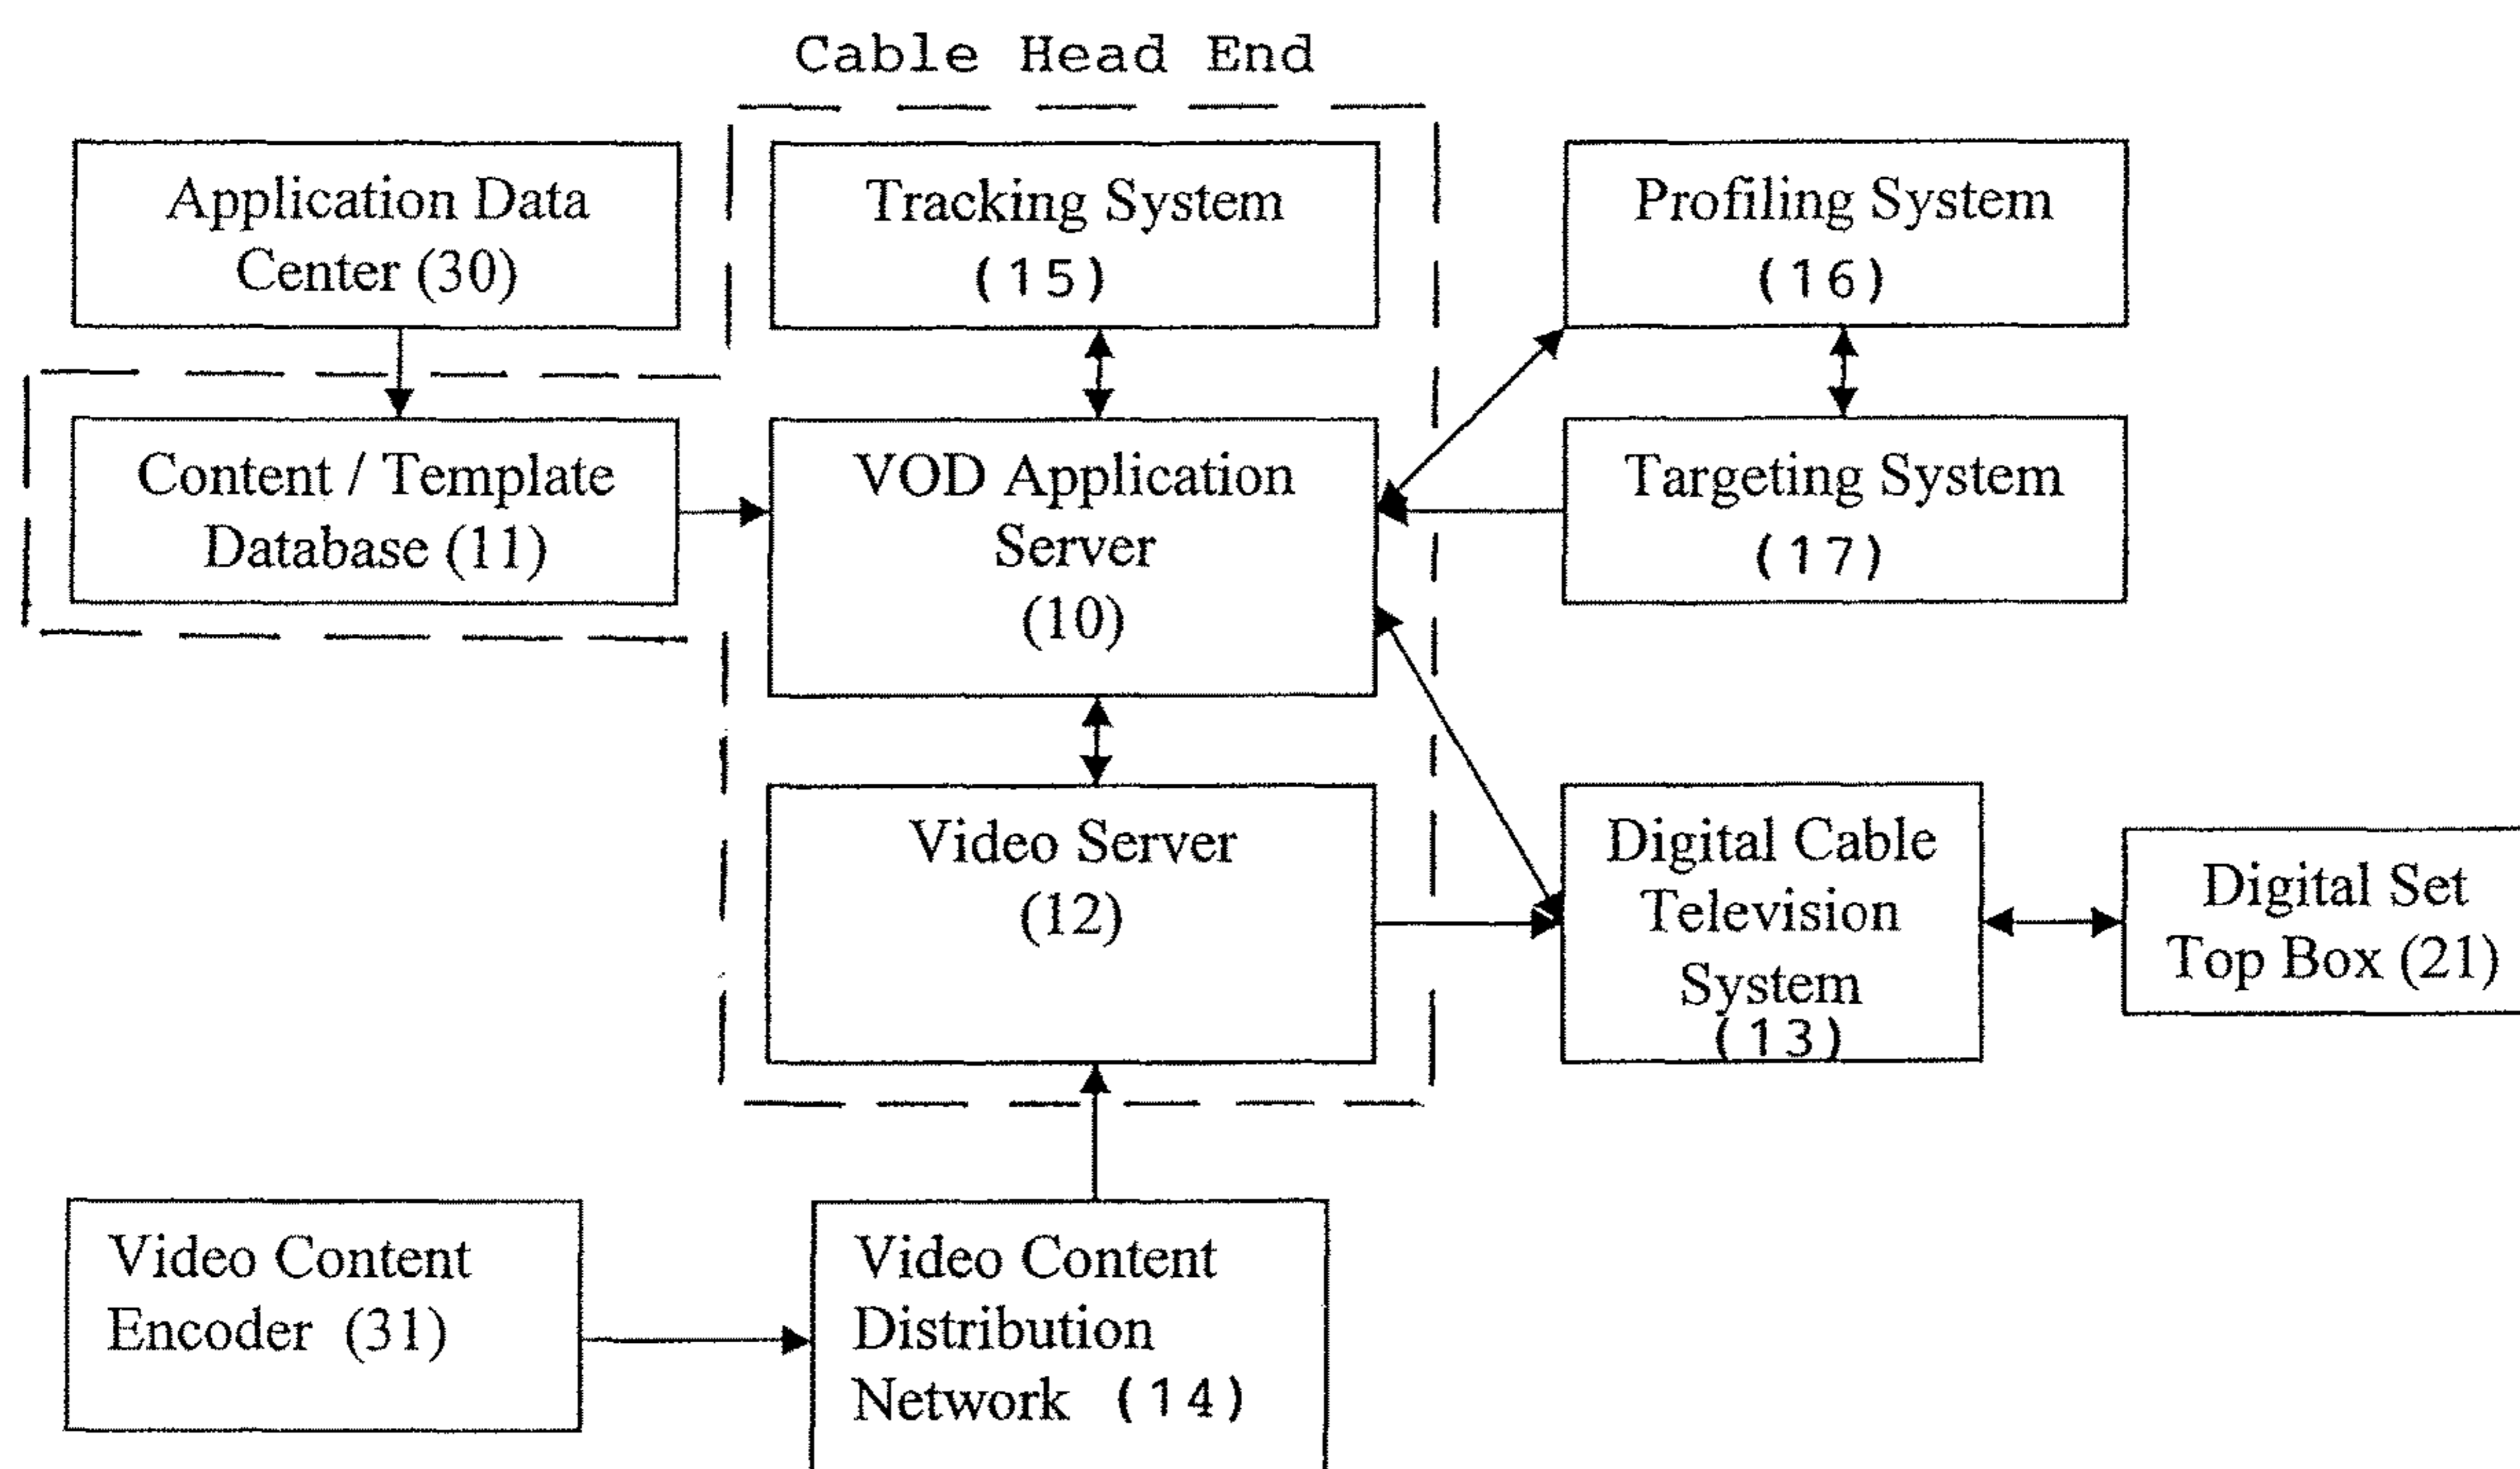 Cable Head End
Application Data
Center (30)
Tracking System
(15)
Profiling System
(16)
Content / Template
Database (11)
VOD Application
Server
(10)
Targeting System
(17)
Video Server
(12)
Digital Cable
Television
System
(13)
Digital Set
Top Box (21)
Video Content
Encoder (31)
Video Content
Distribution
Network (14)